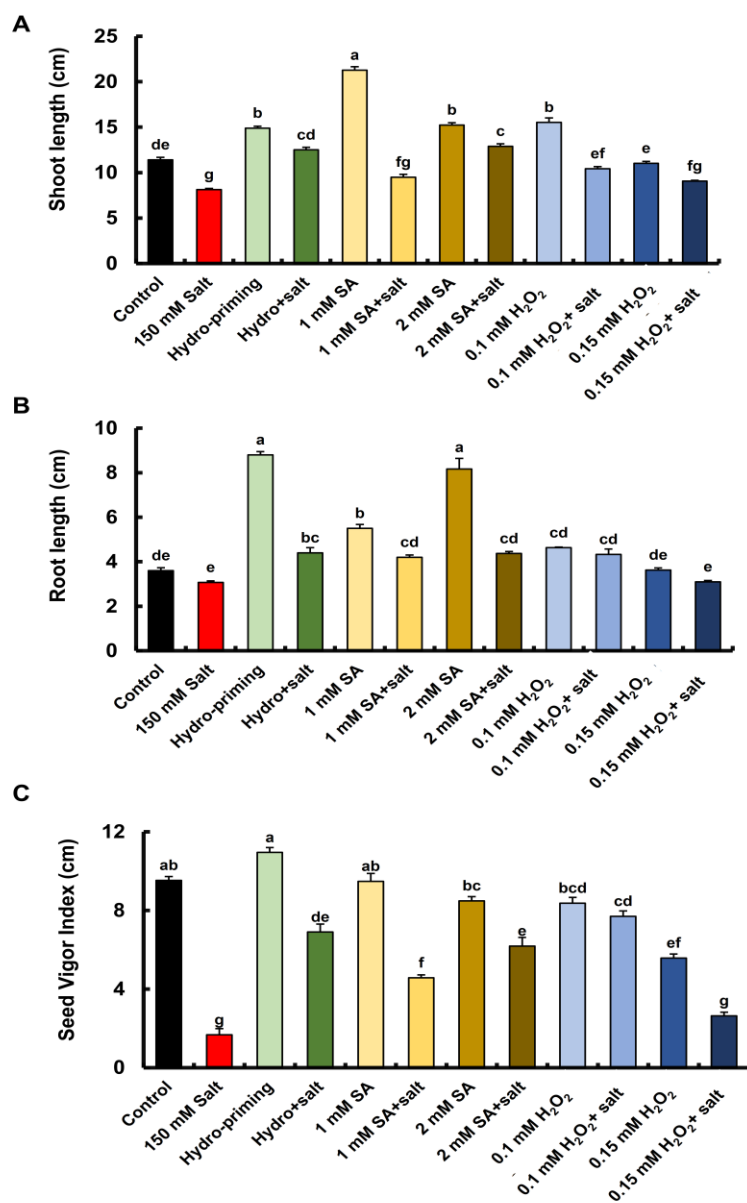 A
Shoot length (cm)
25
20
15
10
5
0
de
g
b
cd
a
fg
b
c
b
ef
e
fg
Control
150 mM Salt
Hydro-priming
Hydro+salt
1 mM SA
1 mM SA+salt
2 mM SA
2 mM SA+salt
0.1 mM H₂O₂
0.1 mM H₂O₂+ salt
0.15 mM H₂O₂
0.15 mM H₂O₂+ salt
B
Root length (cm)
10
8
6
4
2
0
de
e
a
bc
b
cd
a
cd
cd
cd
de
e
Control
150 mM Salt
Hydro-priming
Hydro+salt
1 mM SA
1 mM SA+salt
2 mM SA
2 mM SA+salt
0.1 mM H₂O₂
0.1 mM H₂O₂+ salt
0.15 mM H₂O₂
0.15 mM H₂O₂+ salt
C
Seed Vigor Index (cm)
12
8
4
0
ab
g
a
de
ab
f
bc
e
bcd
cd
ef
g
Control
150 mM Salt
Hydro-priming
Hydro+salt
1 mM SA
1 mM SA+salt
2 mM SA
2 mM SA+salt
0.1 mM H₂O₂
0.1 mM H₂O₂+ salt
0.15 mM H₂O₂
0.15 mM H₂O₂+ salt